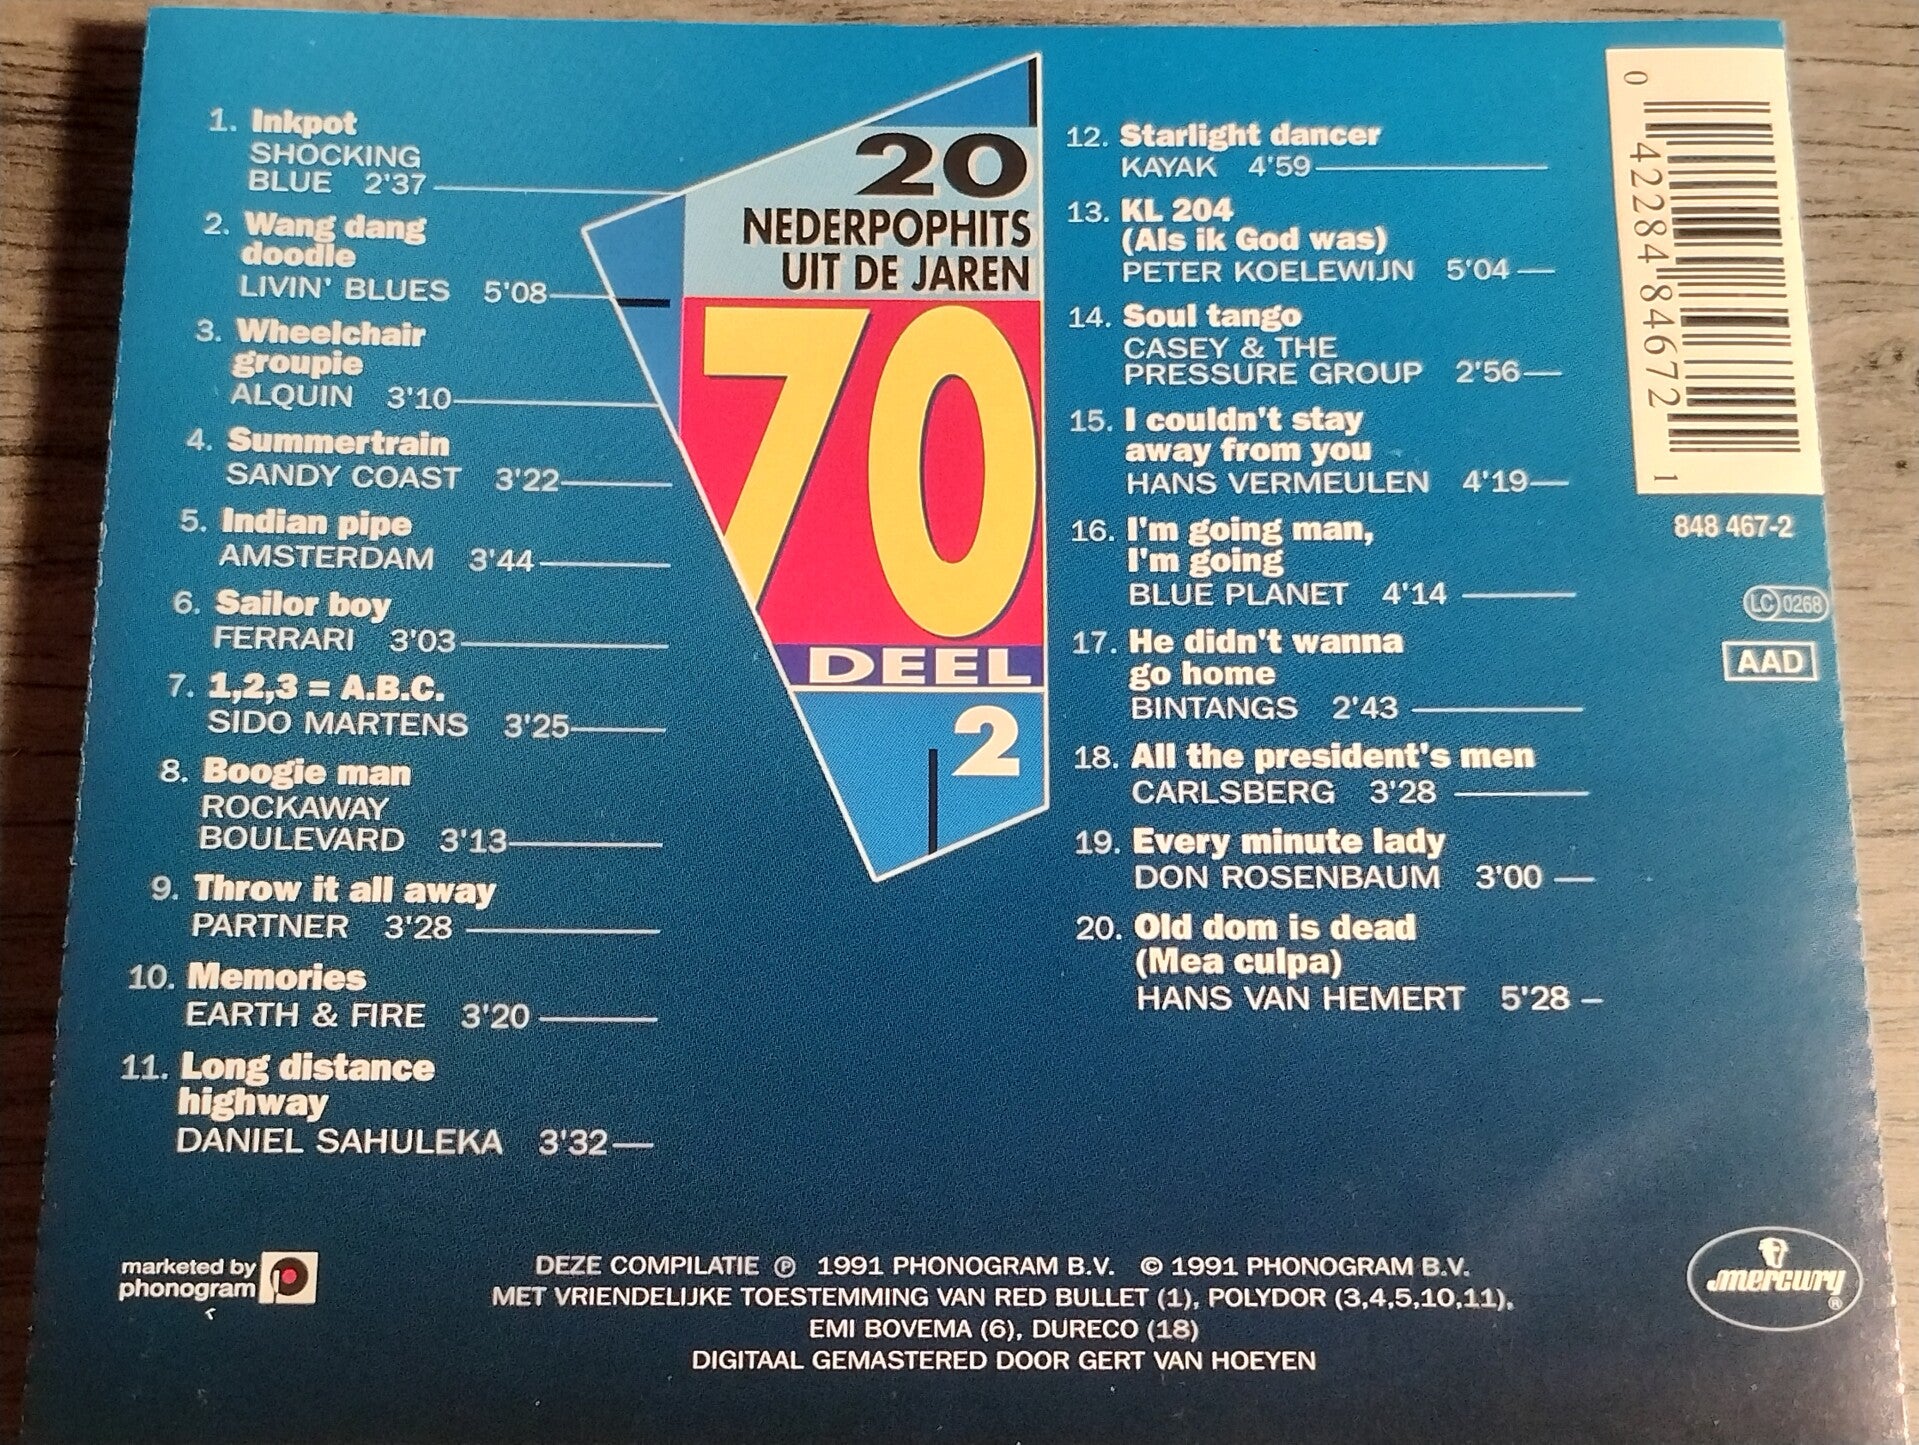 1. Inkpot
SHOCKING
BLUE 2'37
2. Wang dang
doodle
LIVIN' BLUES 5'08
3. Wheelchair
groupie
ALQUIN 3'10
4. Summertrain
SANDY COAST 3'22
5. Indian pipe
AMSTERDAM 3'44
6. Sailor boy
FERRARI 3'03
7. 1,2,3 = A.B.C.
SIDO MARTENS 3'25
8. Boogie man
ROCKAWAY
BOULEVARD 3'13
9. Throw it all away
PARTNER 3'28
10. Memories
EARTH & FIRE 3'20
11. Long distance
highway
DANIEL SAHULEKA 3'32
20
NEDERPOPHITS
UIT DE JAREN
70
DEEL
2
12. Starlight dancer
KAYAK 4'59
13. KL 204
(Als ik God was)
PETER KOELEWIJN 5'04
14. Soul tango
CASEY & THE
PRESSURE GROUP 2'56
15. I couldn't stay
away from you
HANS VERMEULEN 4'19
16. I'm going man,
I'm going
BLUE PLANET 4'14
17. He didn't wanna
go home
BINTANGS 2'43
18. All the president's men
CARLSBERG 3'28
19. Every minute lady
DON ROSENBAUM 3'00
20. Old dom is dead
(Mea culpa)
HANS VAN HEMERT 5'28
0 42284 84672 1
848 467-2
LC 0268
AAD
marketed by
phonogram
DEZE COMPILATIE ℗ 1991 PHONOGRAM B.V. © 1991 PHONOGRAM B.V.
MET VRIENDELIJKE TOESTEMMING VAN RED BULLET (1), POLYDOR (3,4,5,10,11),
EMI BOVEMA (6), DURECO (18)
DIGITAAL GEMASTERED DOOR GERT VAN HOEYEN
mercury ®